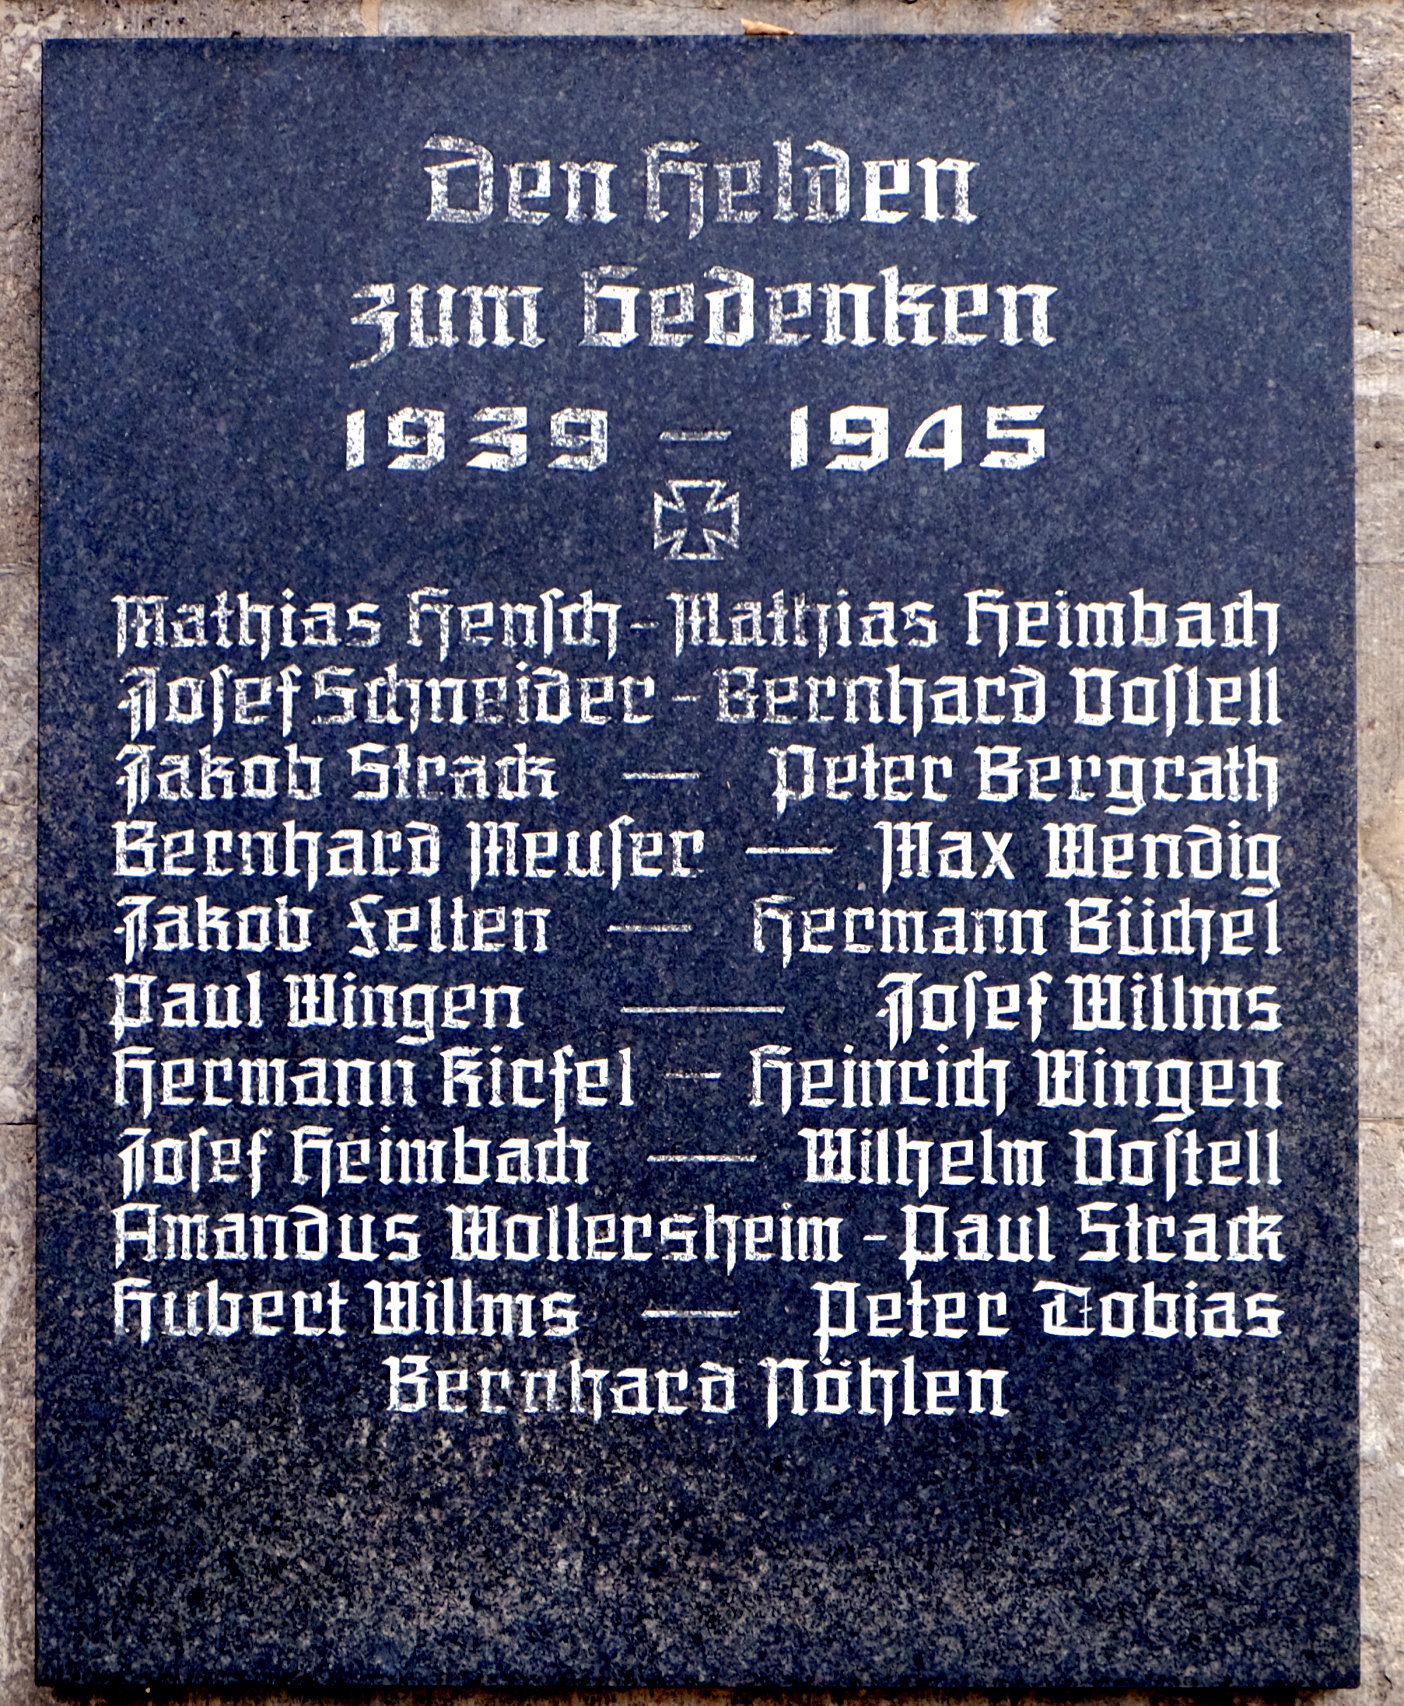 Den Helden
zum Gedenken
1939 – 1945
Mathias Hensch - Mathias Heimbach
Josef Schneider - Bernhard Vostell
Jakob Strack — Peter Bergrath
Bernhard Meuser — Max Wendig
Jakob Felten — Hermann Büchel
Paul Wingen — Josef Willms
Hermann Kirfel – Heinrich Wingen
Josef Heimbach — Wilhelm Vostell
Amandus Wollersheim - Paul Strack
Hubert Willms — Peter Tobias
Bernhard Nöhlen